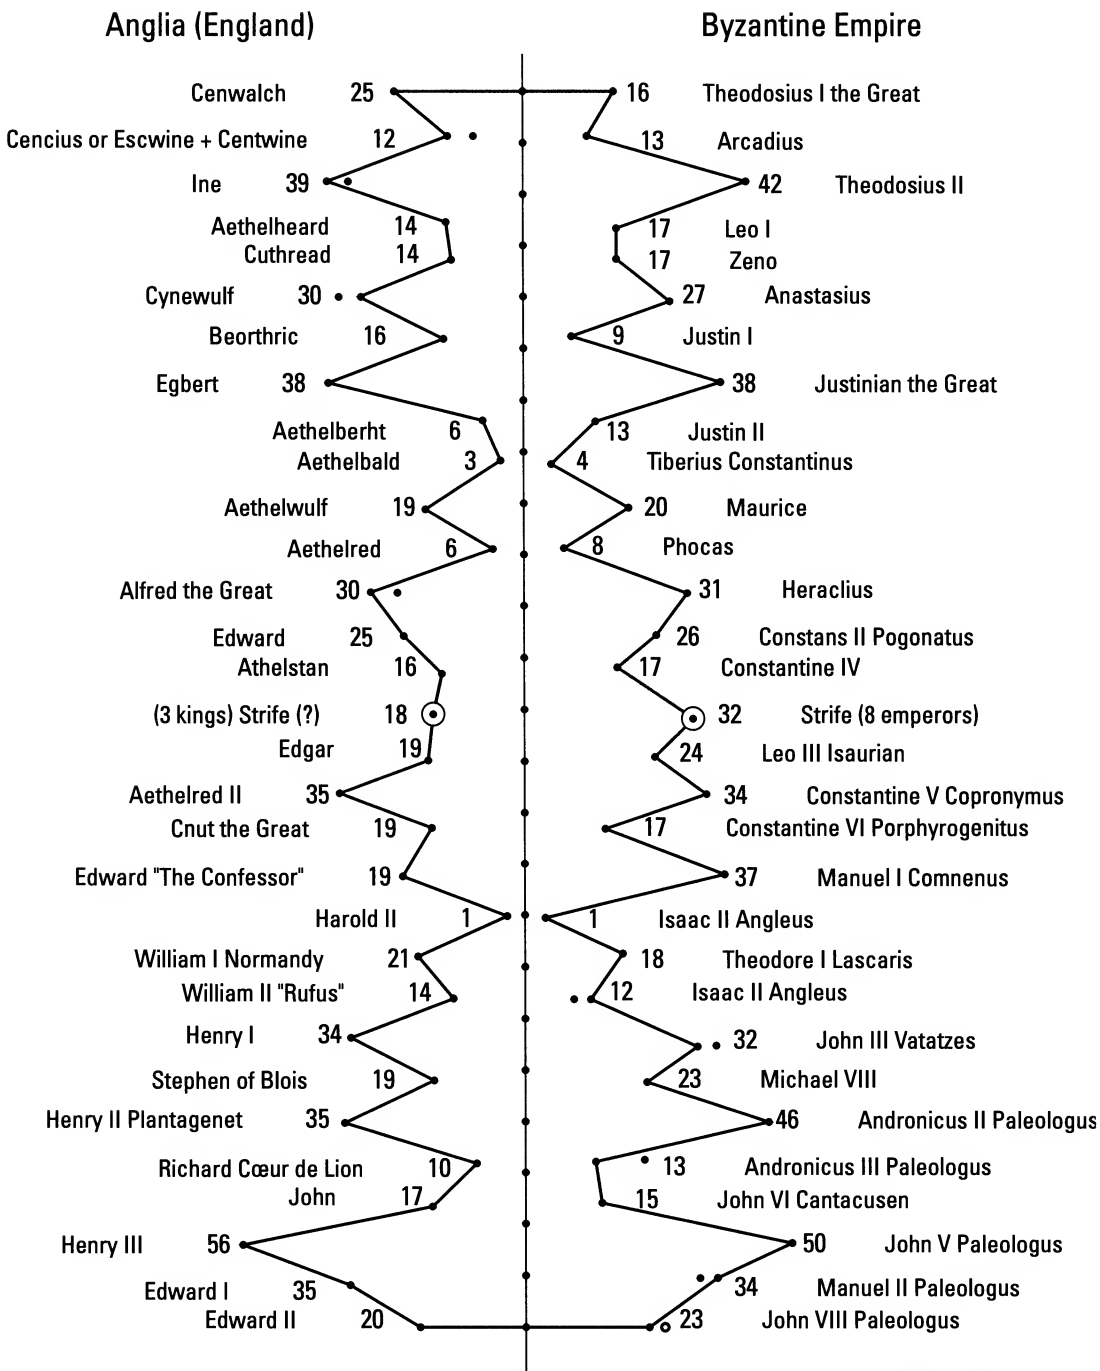 Anglia (England) Byzantine Empire
Cenwalch 25 16 Theodosius I the Great
Cencius or Escwine + Centwine 12 13 Arcadius
Ine 39 42 Theodosius II
Aethelheard 14 17 Leo I
Cuthread 14 17 Zeno
Cynewulf 30 27 Anastasius
Beorthric 16 9 Justin I
Egbert 38 38 Justinian the Great
Aethelberht 6 13 Justin II
Aethelbald 3 4 Tiberius Constantinus
Aethelwulf 19 20 Maurice
Aethelred 6 8 Phocas
Alfred the Great 30 31 Heraclius
Edward 25 26 Constans II Pogonatus
Athelstan 16 17 Constantine IV
(3 kings) Strife (?) 18 32 Strife (8 emperors)
Edgar 19 24 Leo III Isaurian
Aethelred II 35 34 Constantine V Copronymus
Cnut the Great 19 17 Constantine VI Porphyrogenitus
Edward "The Confessor" 19 37 Manuel I Comnenus
Harold II 1 1 Isaac II Angleus
William I Normandy 21 18 Theodore I Lascaris
William II "Rufus" 14 12 Isaac II Angleus
Henry I 34 32 John III Vatatzes
Stephen of Blois 19 23 Michael VIII
Henry II Plantagenet 35 46 Andronicus II Paleologus
Richard Cœur de Lion 10 13 Andronicus III Paleologus
John 17 15 John VI Cantacusen
Henry III 56 50 John V Paleologus
Edward I 35 34 Manuel II Paleologus
Edward II 20 23 John VIII Paleologus